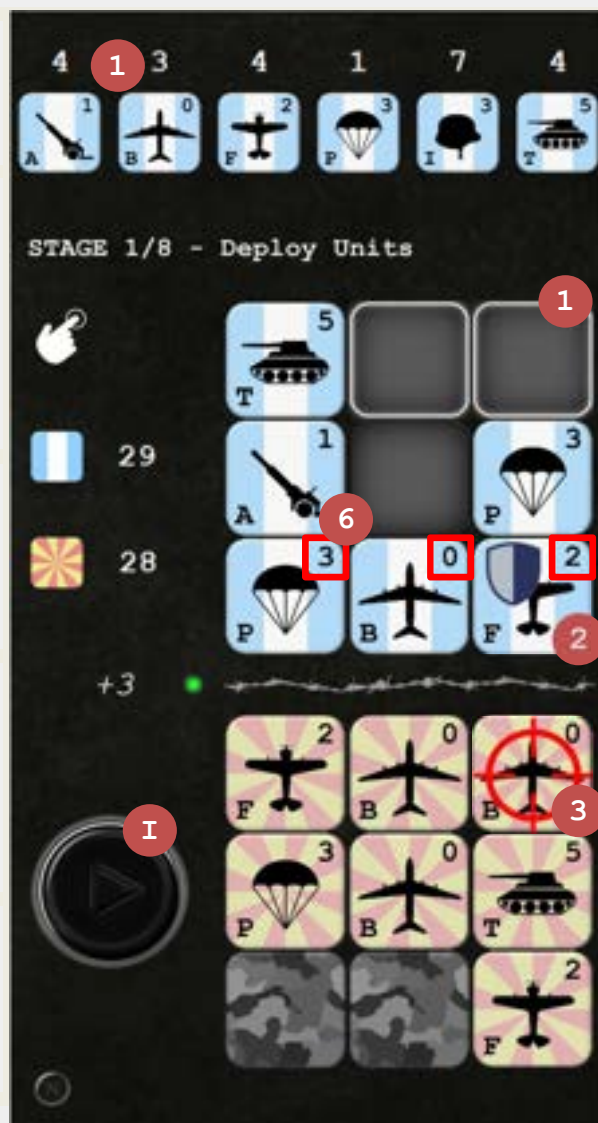 4 1 3 4 1 7 4
1 0 2 3 3 5
A B F P I T
STAGE 1/8 - Deploy Units
1
5
T
29
1 3
A 6 P
28
3 0 2
P B F 2
+3
2 0 0
F B B 3
I
3 0 5
P B T
2
F